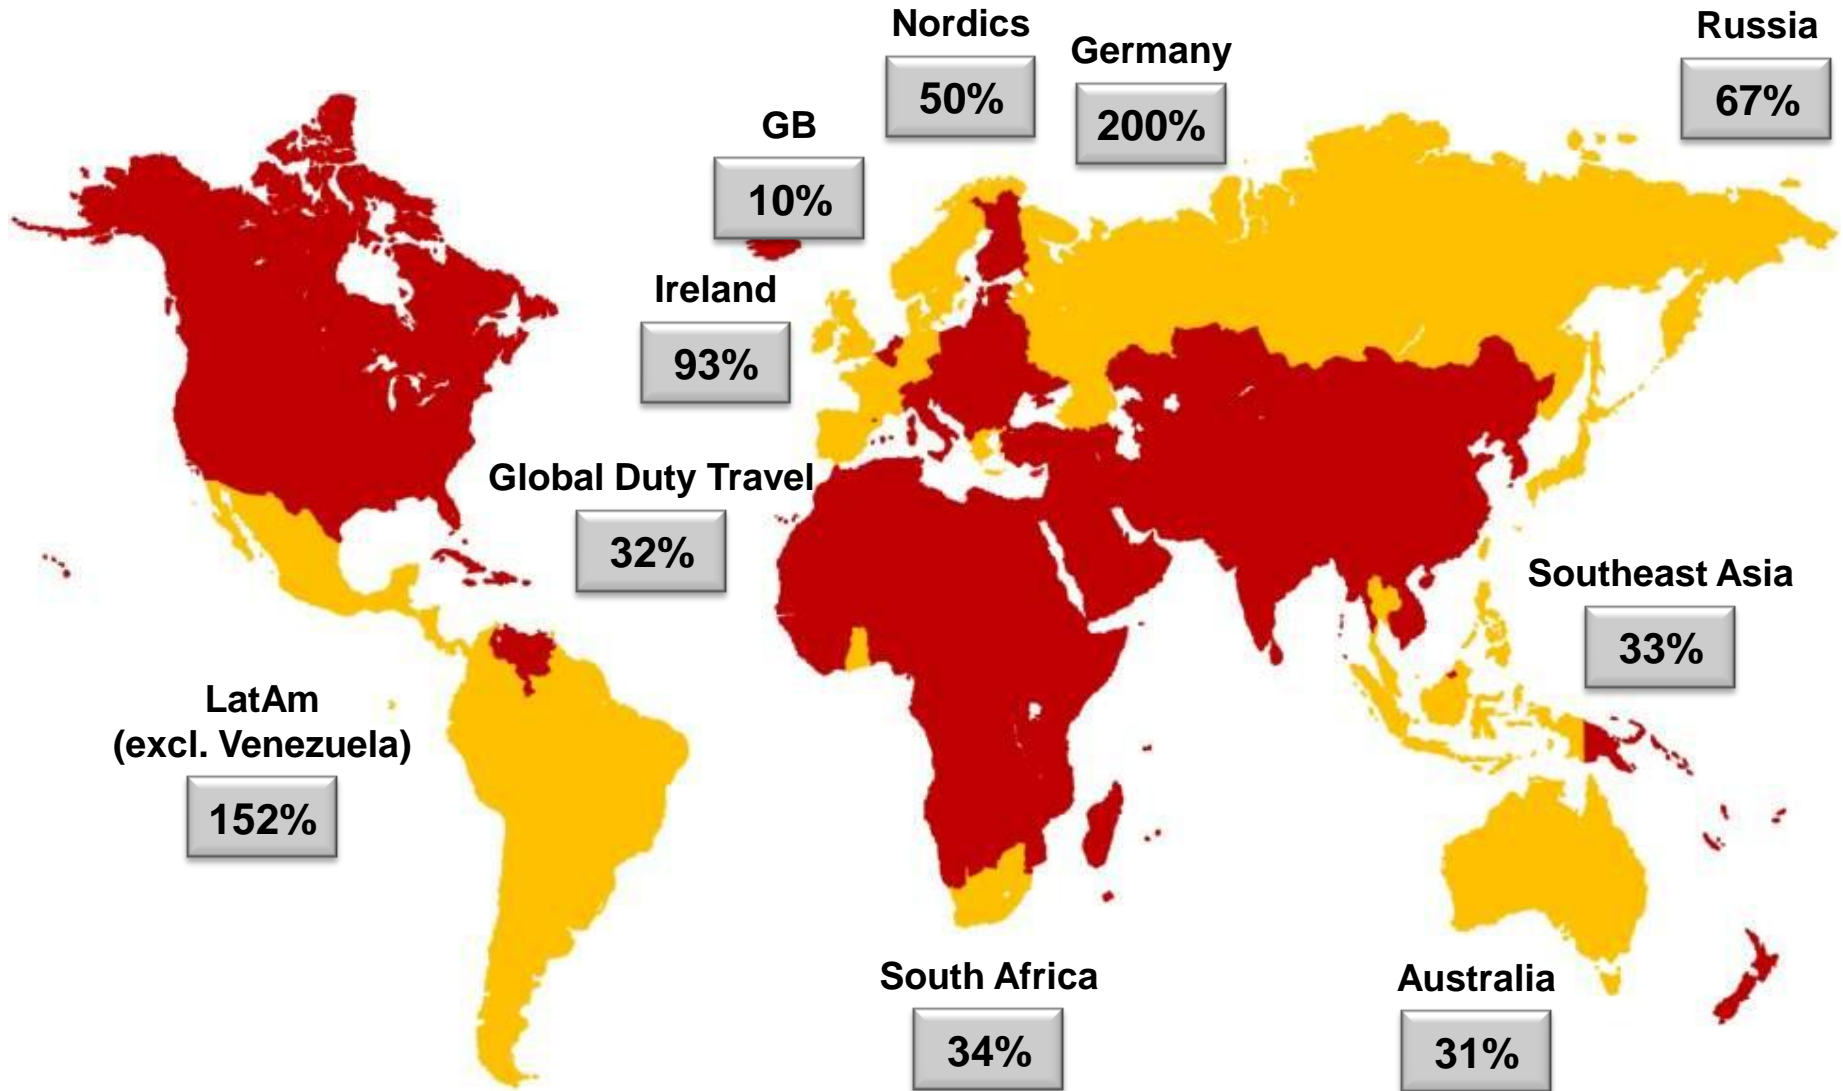 Nordics
50%
Germany
200%
Russia
67%
GB
10%
Ireland
93%
Global Duty Travel
32%
Southeast Asia
33%
LatAm
(excl. Venezuela)
152%
South Africa
34%
Australia
31%